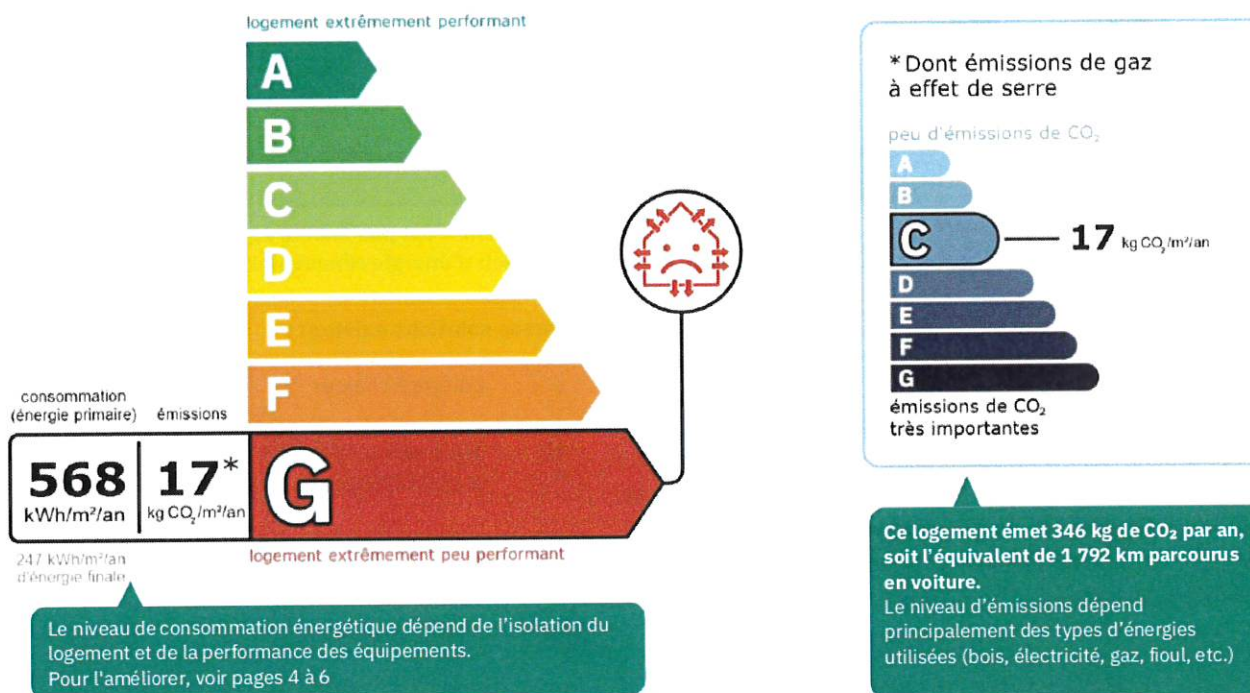 logement extrêmement performant
A
B
C
D
E
F
consommation
(énergie primaire)
émissions
568
kWh/m²/an
17*
kg CO₂/m²/an
G
247 kWh/m²/an
d'énergie finale
logement extrêmement peu performant
Le niveau de consommation énergétique dépend de l'isolation du
logement et de la performance des équipements.
Pour l'améliorer, voir pages 4 à 6
*Dont émissions de gaz
à effet de serre
peu d'émissions de CO₂
A
B
C
17 kg CO₂/m²/an
D
E
F
G
émissions de CO₂
très importantes
Ce logement émet 346 kg de CO₂ par an,
soit l'équivalent de 1 792 km parcourus
en voiture.
Le niveau d'émissions dépend
principalement des types d'énergies
utilisées (bois, électricité, gaz, fioul, etc.)